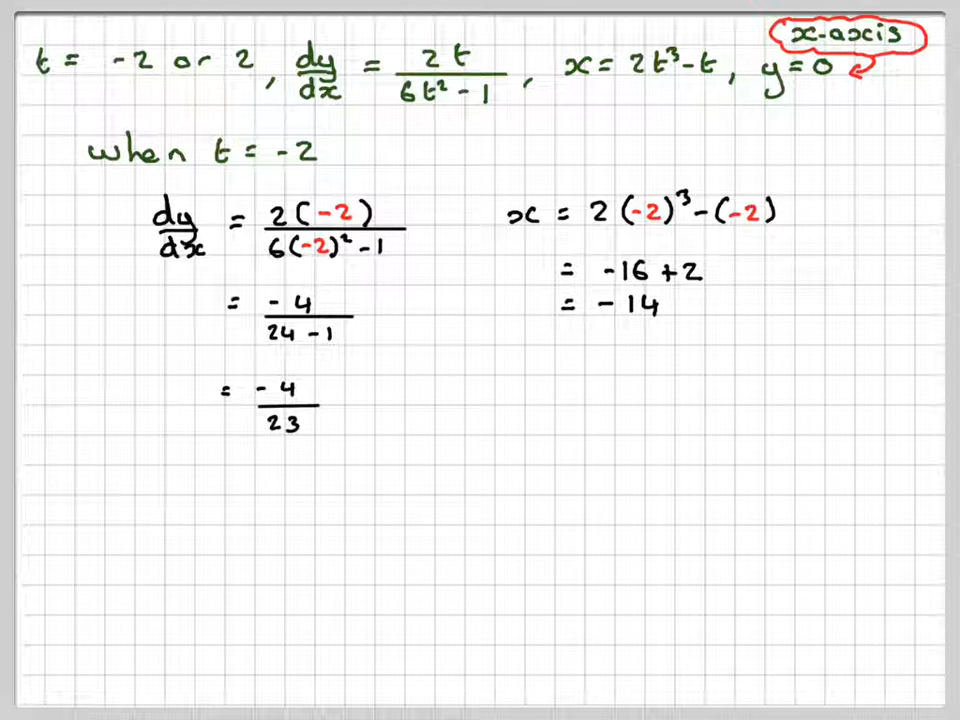 x-axis
t = -2 or 2, dy/dx = 2t/(6t² - 1), x = 2t³ - t, y = 0
when t = -2
dy/dx = 2(-2)/(6(-2)² - 1)
x = 2(-2)³ - (-2)
= -16 + 2
= -4/(24 - 1)
= -14
= -4/23